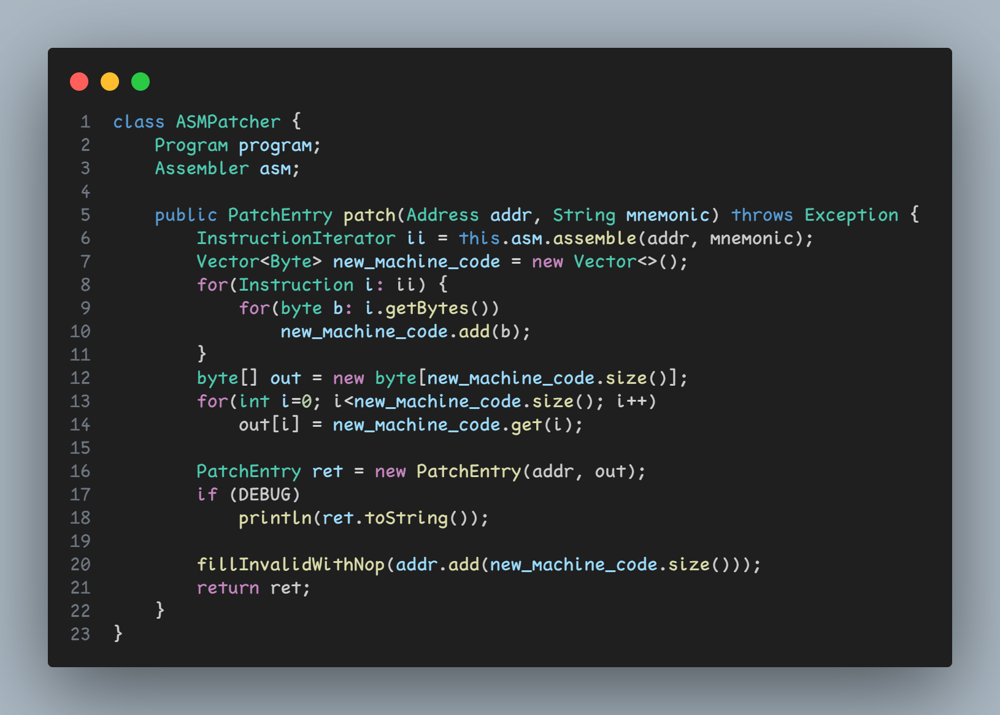 1 class ASMPatcher {
2     Program program;
3     Assembler asm;
4
5     public PatchEntry patch(Address addr, String mnemonic) throws Exception {
6         InstructionIterator ii = this.asm.assemble(addr, mnemonic);
7         Vector<Byte> new_machine_code = new Vector<>();
8         for(Instruction i: ii) {
9             for(byte b: i.getBytes())
10                 new_machine_code.add(b);
11         }
12         byte[] out = new byte[new_machine_code.size()];
13         for(int i=0; i<new_machine_code.size(); i++)
14             out[i] = new_machine_code.get(i);
15
16         PatchEntry ret = new PatchEntry(addr, out);
17         if (DEBUG)
18             println(ret.toString());
19
20         fillInvalidWithNop(addr.add(new_machine_code.size()));
21         return ret;
22     }
23 }